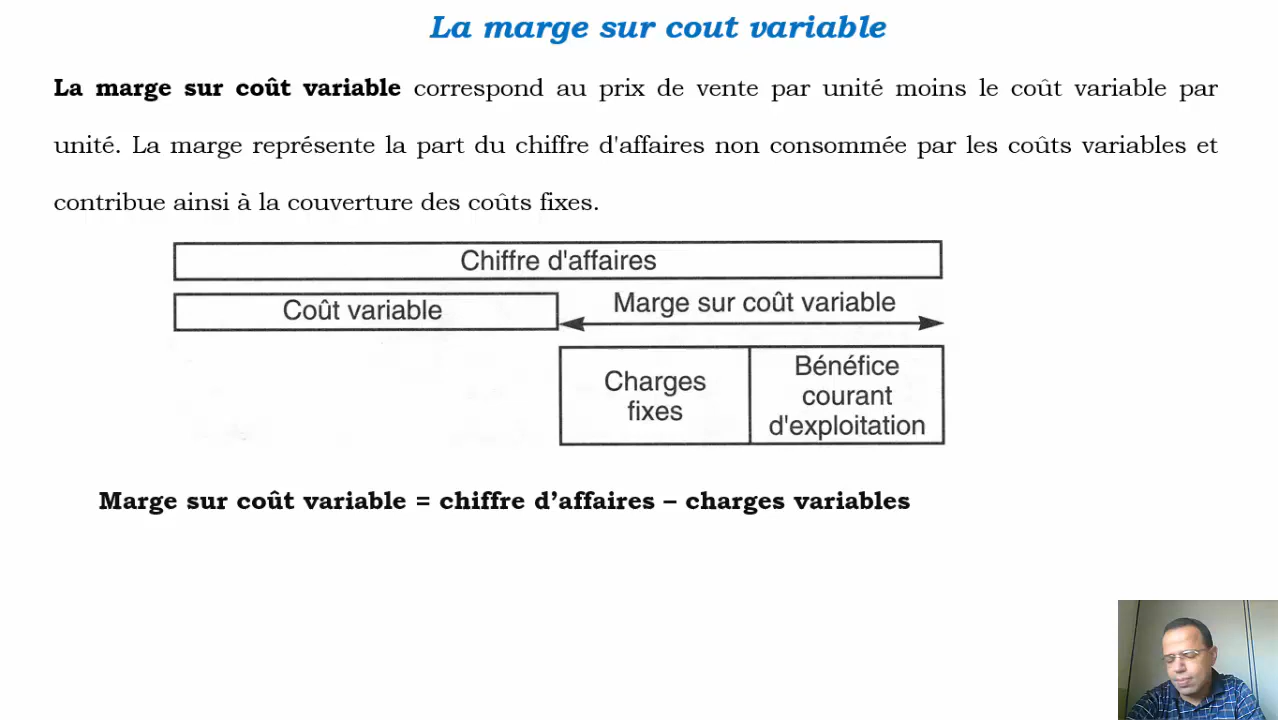 La marge sur cout variable
La marge sur coût variable correspond au prix de vente par unité moins le coût variable par
unité. La marge représente la part du chiffre d'affaires non consommée par les coûts variables et
contribue ainsi à la couverture des coûts fixes.
Chiffre d'affaires
Coût variable
Marge sur coût variable
Charges
fixes
Bénéfice
courant
d'exploitation
Marge sur coût variable = chiffre d’affaires – charges variables